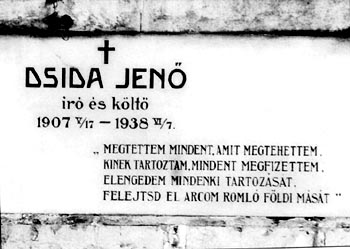 DSIDA JENŐ
író és költő
1907 V/17 — 1938 VI/7.
„ MEGTETTEM MINDENT, AMIT MEGTEHETTEM,
KINEK TARTOZTAM, MINDENT MEGFIZETTEM.
ELENGEDEM MINDENKI TARTOZÁSÁT,
FELEJTSD EL ARCOM ROMLÓ FÖLDI MÁSÁT "